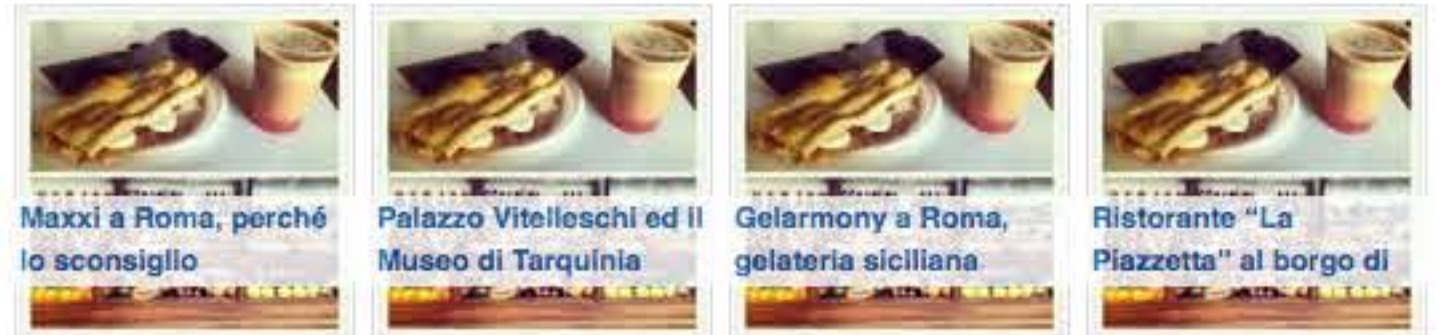 Maxxi a Roma, perché
lo sconsiglio
Palazzo Vitelleschi ed il
Museo di Tarquinia
Gelarmony a Roma,
gelateria siciliana
Ristorante “La
Piazzetta” al borgo di